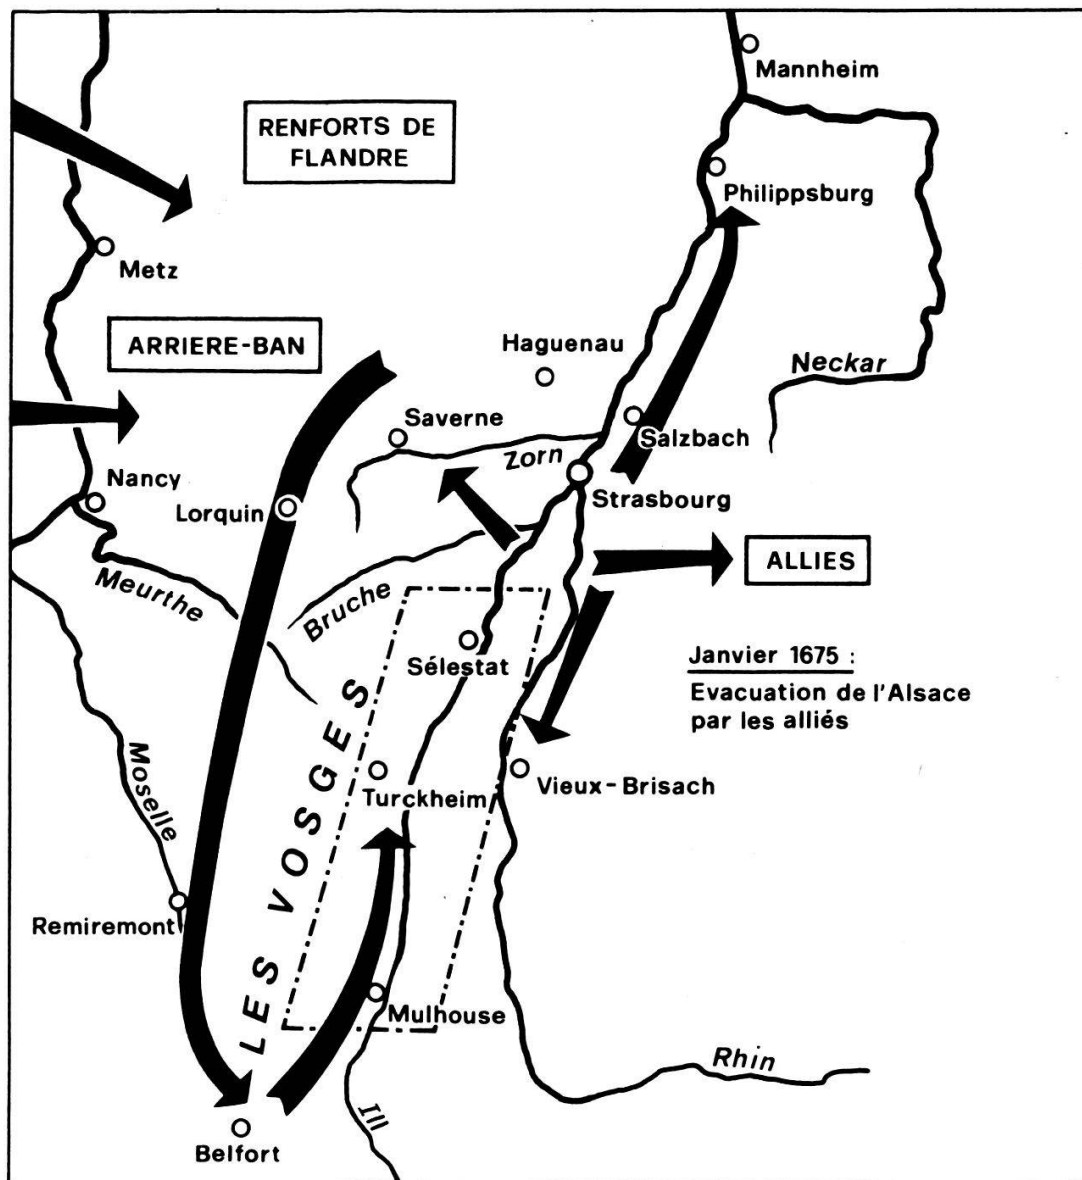 Mannheim
RENFORTS DE
FLANDRE
Philippsburg
Metz
ARRIERE-BAN
Haguenau
Neckar
Saverne
Salzbach
Zorn
Nancy
Strasbourg
Lorquin
ALLIES
Meurthe
Bruche
Sélestat
Janvier 1675 :
Evacuation de l'Alsace
par les alliés
LES VOSGES
Moselle
Turckheim
Vieux-Brisach
Remiremont
Mulhouse
Rhin
Ill
Belfort